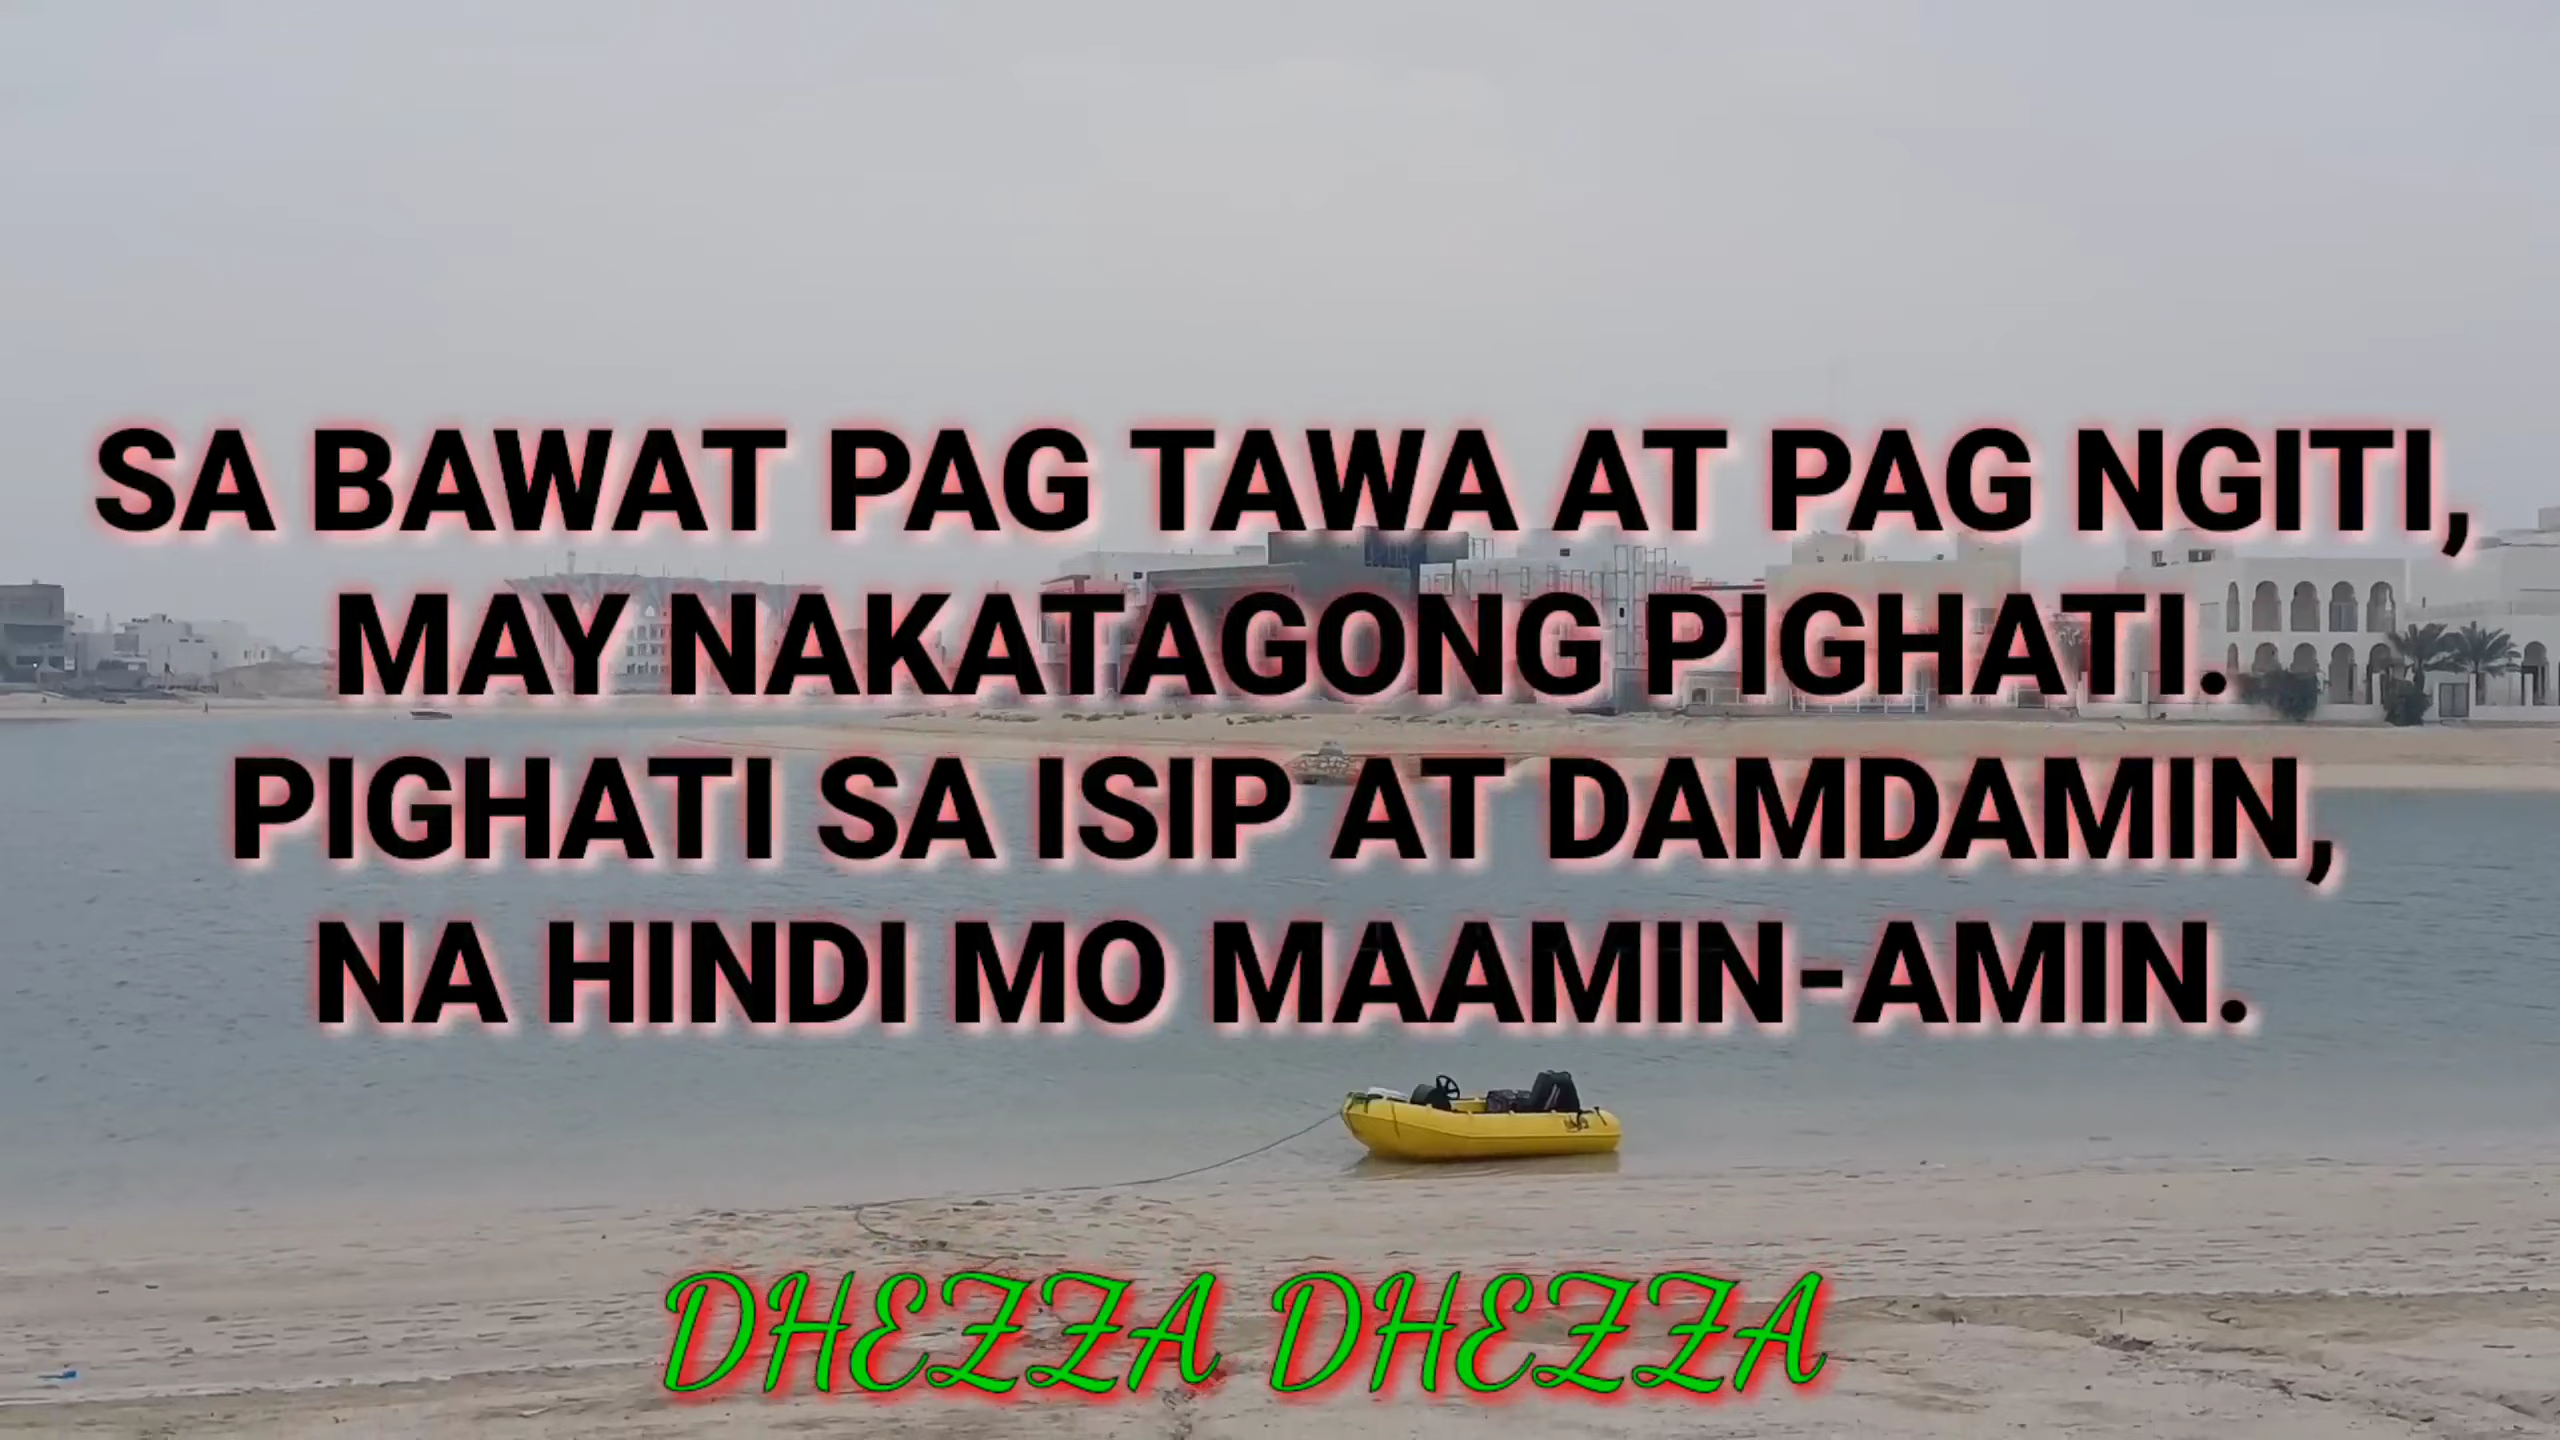 SA BAWAT PAG TAWA AT PAG NGITI,
MAY NAKATAGONG PIGHATI.
PIGHATI SA ISIP AT DAMDAMIN,
NA HINDI MO MAAMIN-AMIN.
DHEZZA DHEZZA